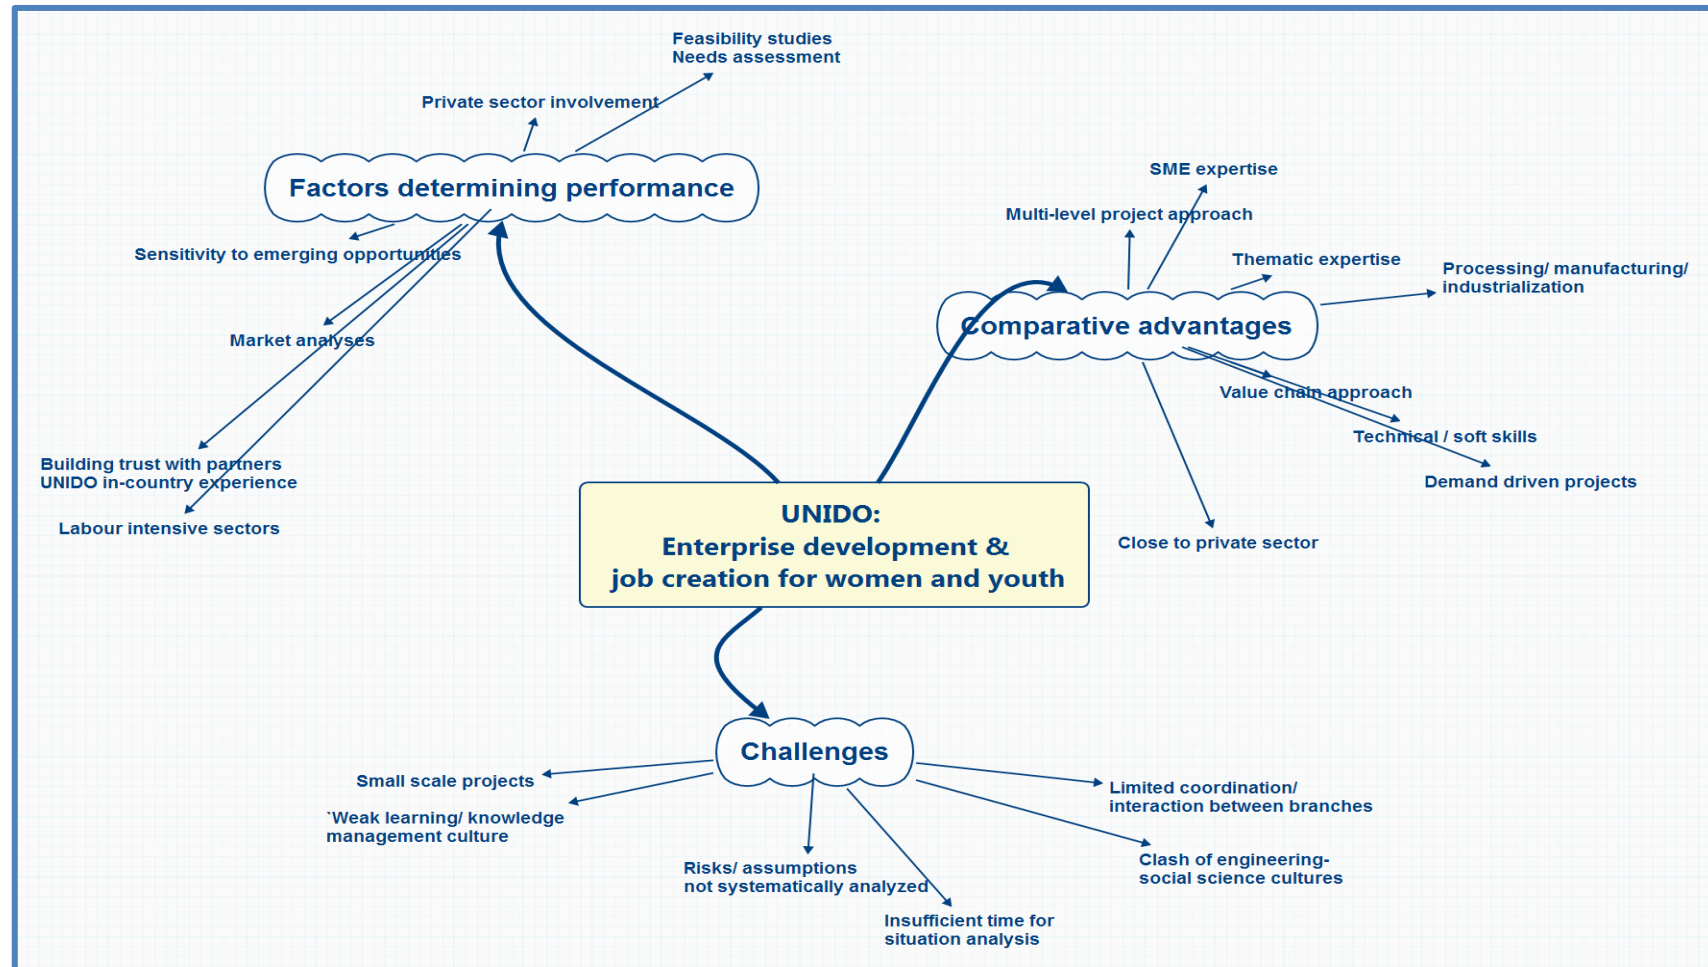 Feasibility studies
Needs assessment
Private sector involvement
Factors determining performance
Sensitivity to emerging opportunities
Market analyses
Building trust with partners
UNIDO in-country experience
Labour intensive sectors
SME expertise
Multi-level project approach
Thematic expertise
Processing/ manufacturing/
industrialization
Comparative advantages
Value chain approach
Technical / soft skills
Demand driven projects
Close to private sector
UNIDO:
Enterprise development &
job creation for women and youth
Challenges
Small scale projects
`Weak learning/ knowledge
management culture
Risks/ assumptions
not systematically analyzed
Insufficient time for
situation analysis
Limited coordination/
interaction between branches
Clash of engineering-
social science cultures